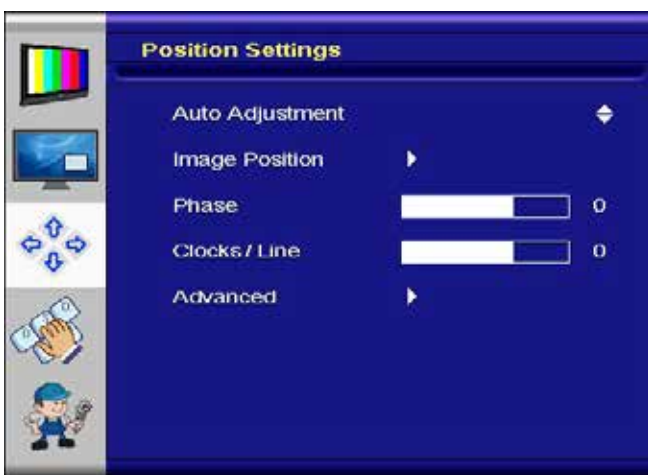 Position Settings
Auto Adjustment
Image Position
Phase 0
Clocks / Line 0
Advanced